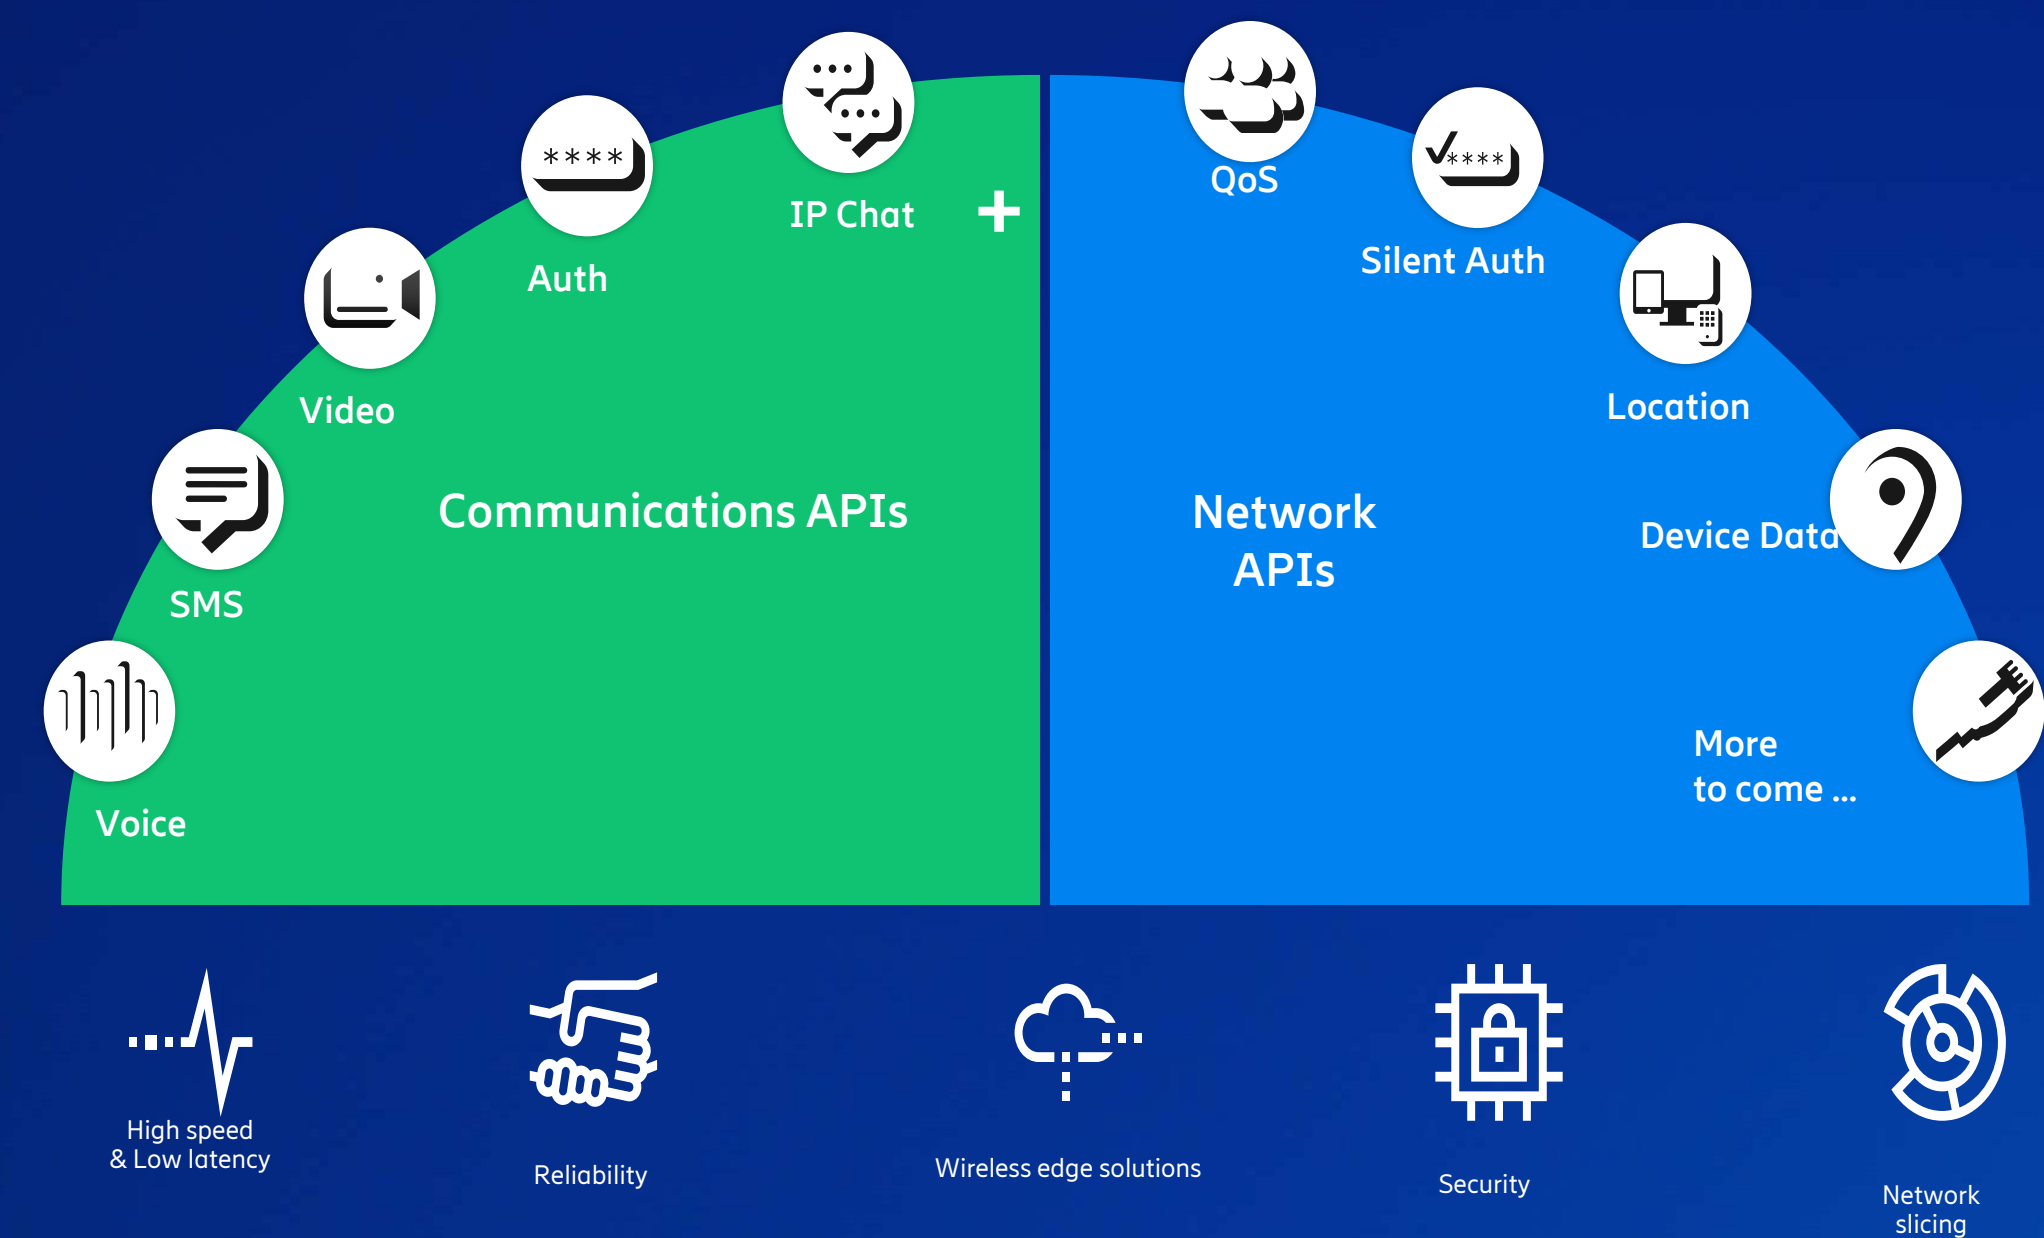 IP Chat
+
QoS
Auth
Silent Auth
Video
Location
SMS
Communications APIs
Network
APIs
Device Data
Voice
More
to come ...
High speed
& Low latency
Reliability
Wireless edge solutions
Security
Network
slicing